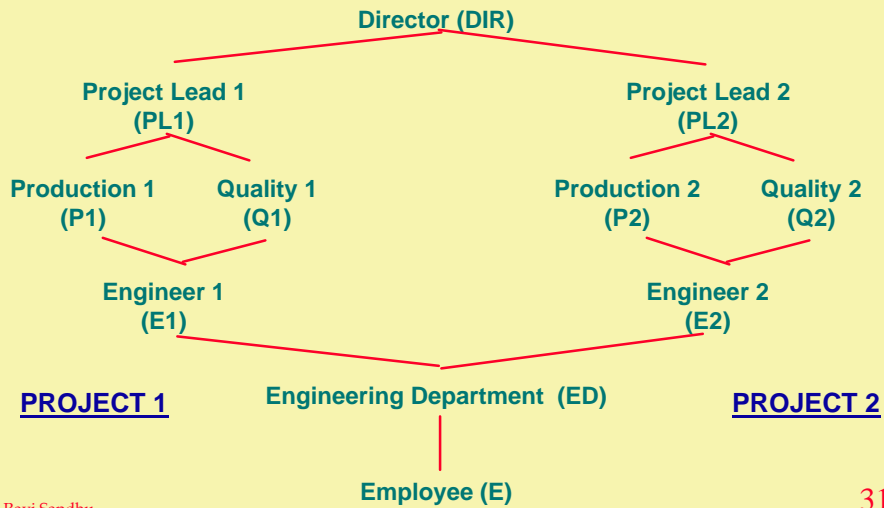 Director (DIR)
Project Lead 1
(PL1)
Project Lead 2
(PL2)
Production 1
(P1)
Quality 1
(Q1)
Production 2
(P2)
Quality 2
(Q2)
Engineer 1
(E1)
Engineer 2
(E2)
PROJECT 1
Engineering Department (ED)
PROJECT 2
Employee (E)
31